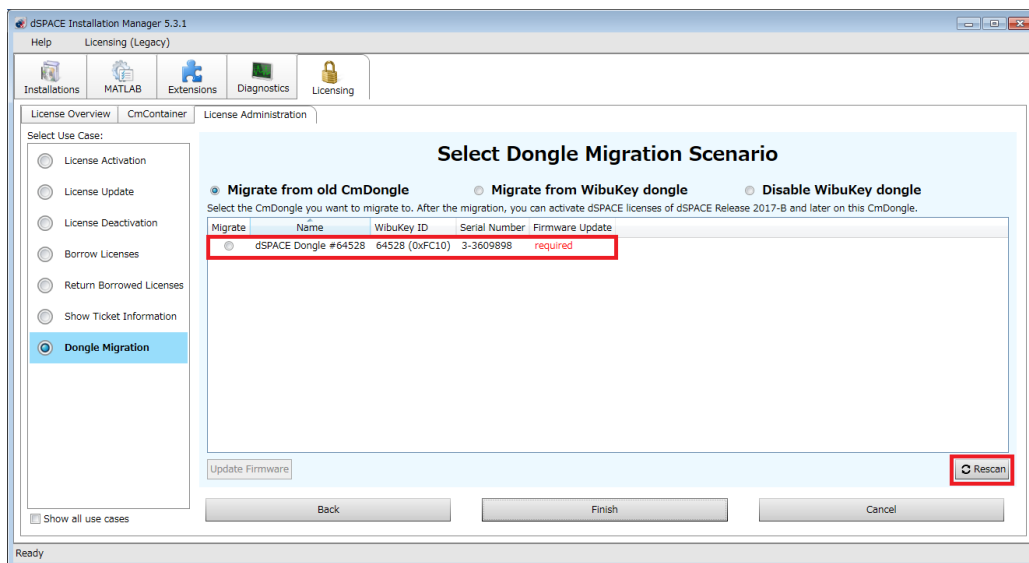 dSPACE Installation Manager 5.3.1
Help Licensing (Legacy)
Installations MATLAB Extensions Diagnostics Licensing
License Overview CmContainer License Administration
Select Use Case:
License Activation
License Update
License Deactivation
Borrow Licenses
Return Borrowed Licenses
Show Ticket Information
Dongle Migration
Show all use cases
Select Dongle Migration Scenario
Migrate from old CmDongle Migrate from WibuKey dongle Disable WibuKey dongle
Select the CmDongle you want to migrate to. After the migration, you can activate dSPACE licenses of dSPACE Release 2017-B and later on this CmDongle.
Migrate Name WibuKey ID Serial Number Firmware Update
dSPACE Dongle #64528 64528 (0xFC10) 3-3609898 required
Update Firmware Rescan
Back Finish Cancel
Ready